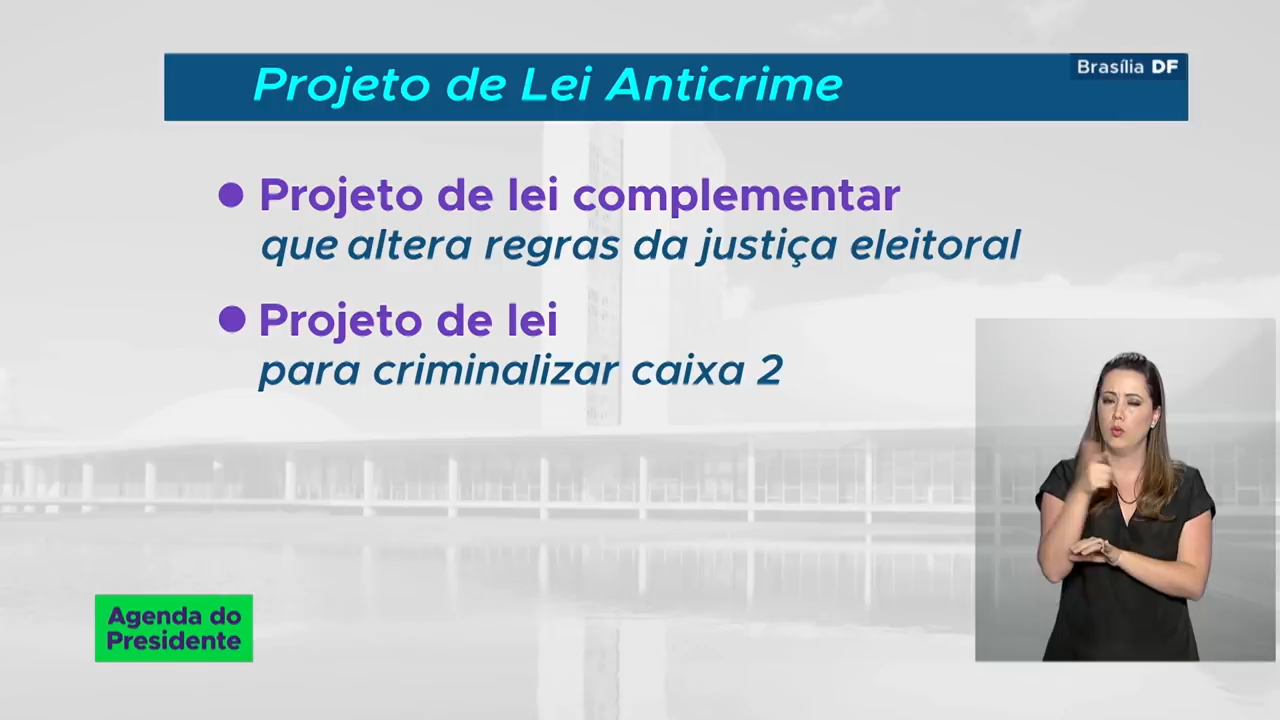 Projeto de Lei Anticrime
Brasília DF
Projeto de lei complementar
que altera regras da justiça eleitoral
Projeto de lei
para criminalizar caixa 2
Agenda do
Presidente